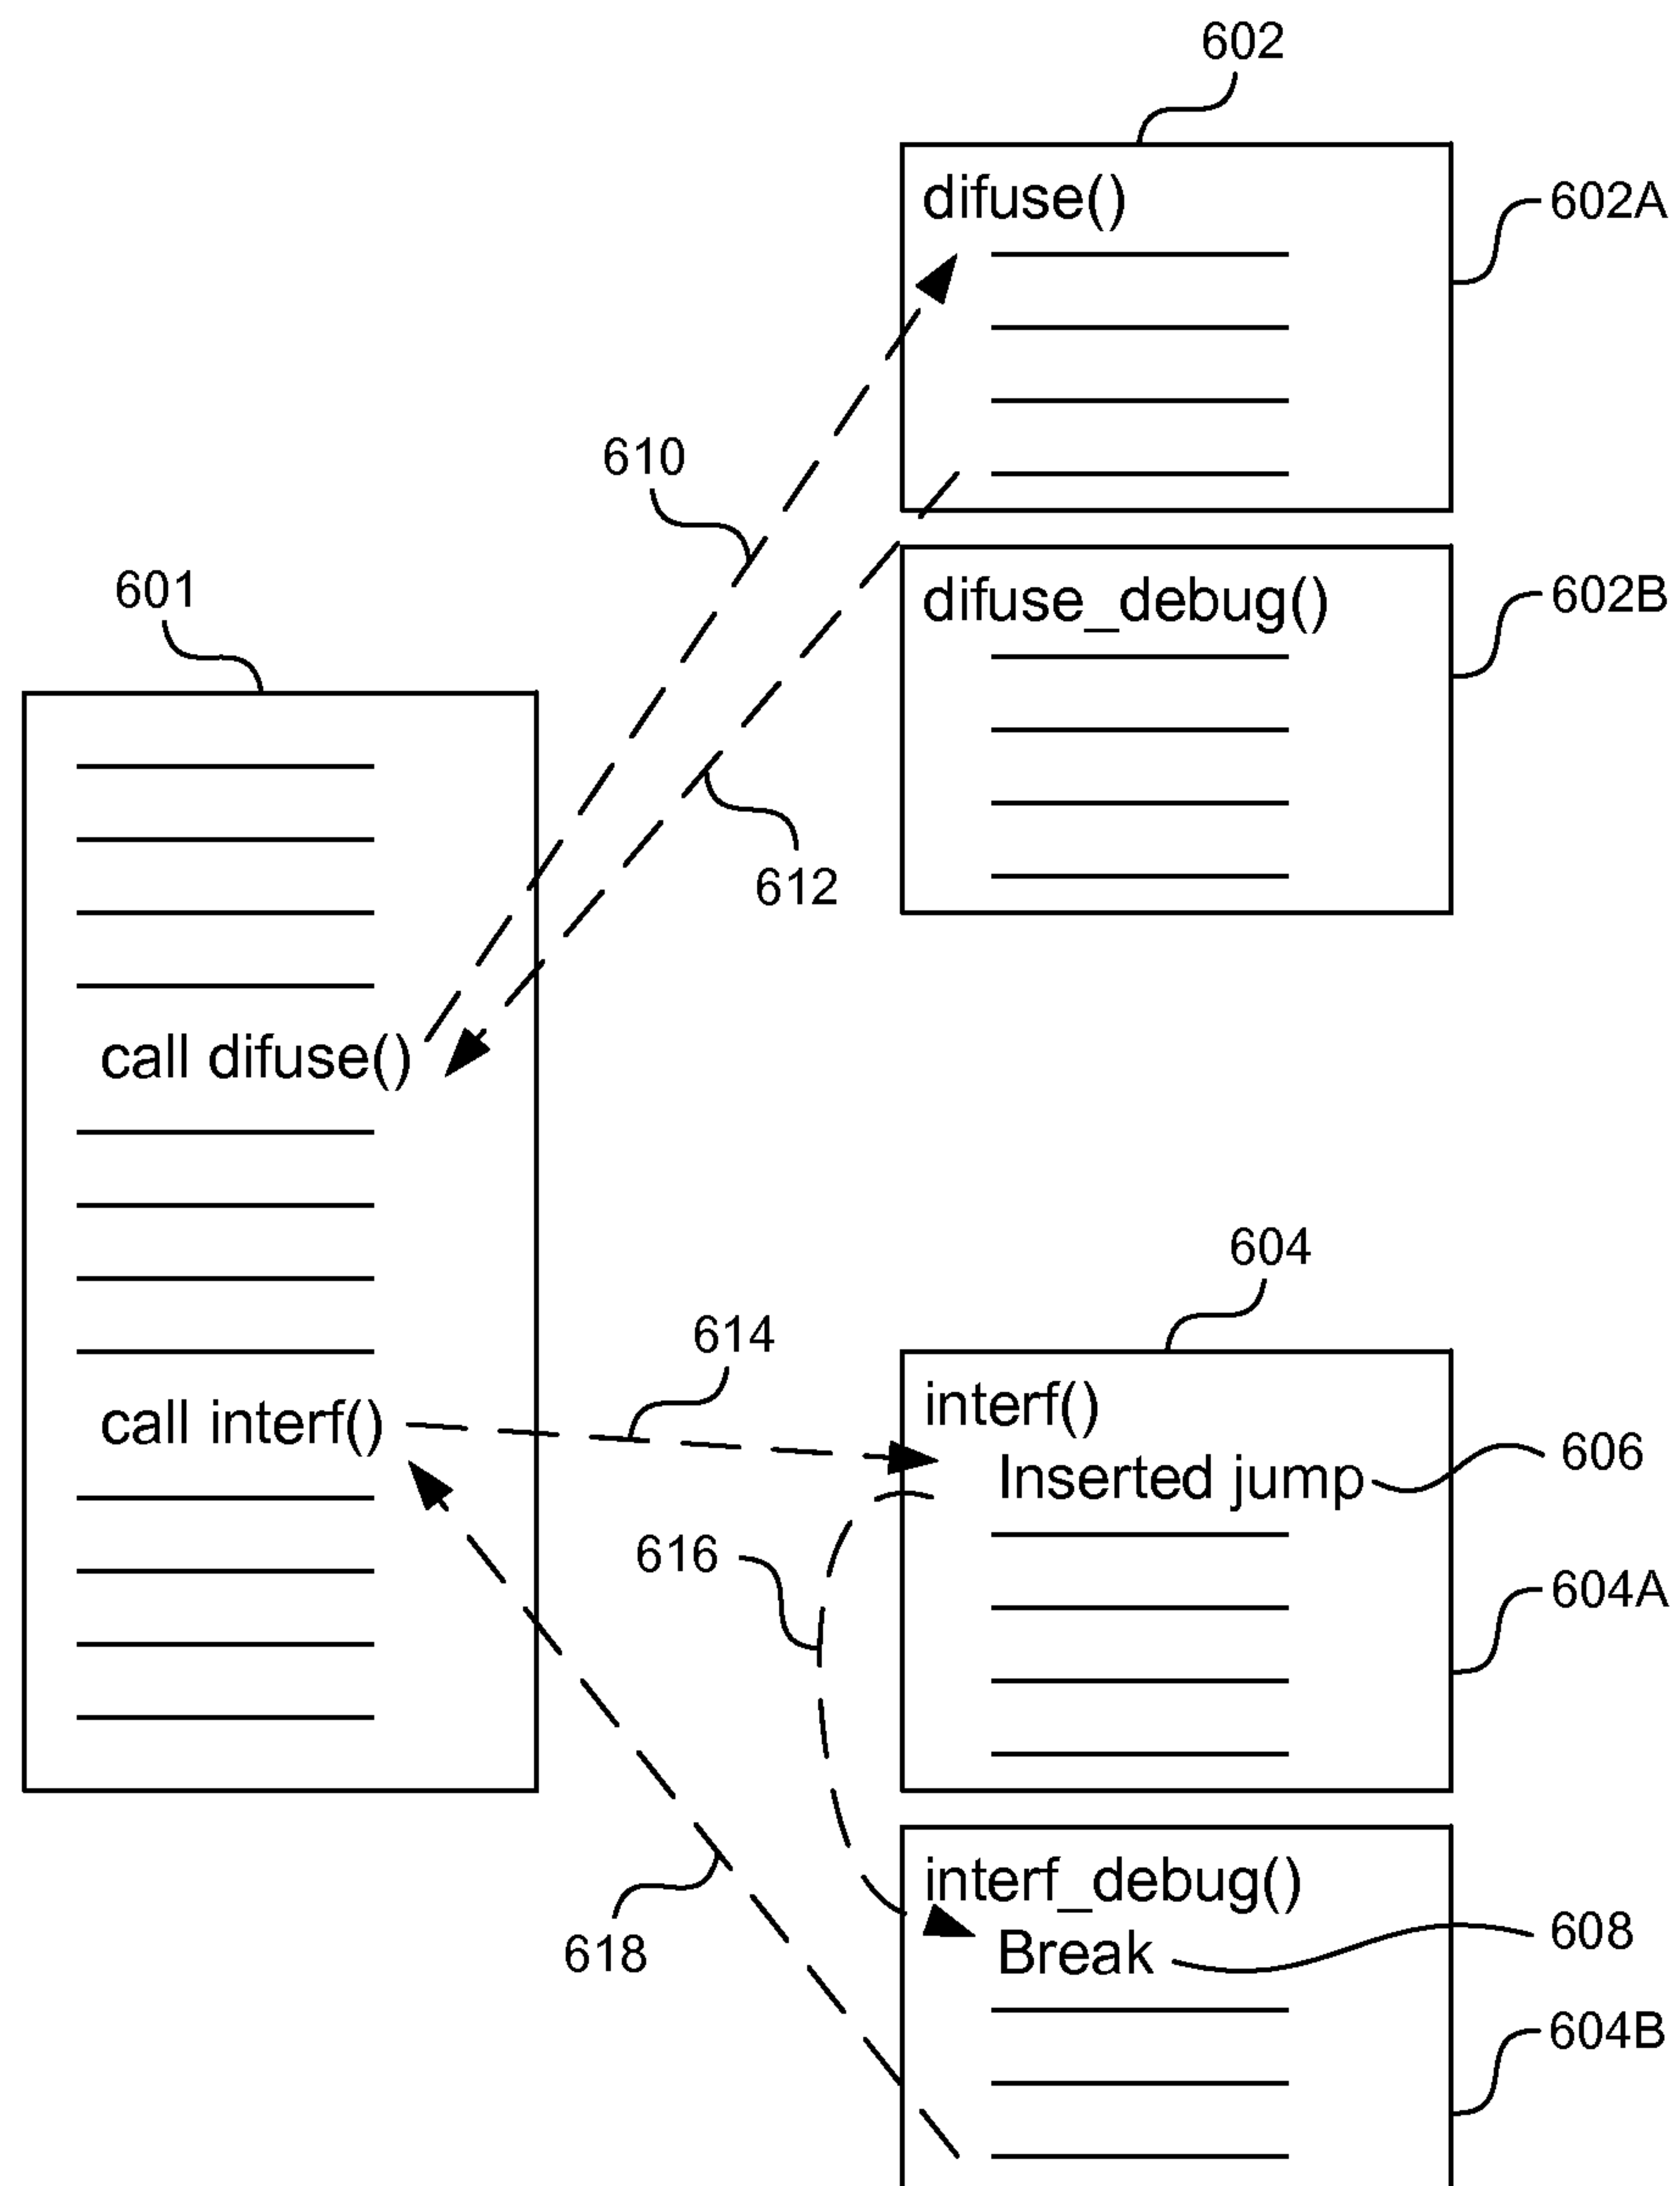 602
difuse()
602A
610
difuse_debug()
602B
601
612
call difuse()
604
614
interf()
call interf()
606
Inserted jump
616
604A
interf_debug()
608
Break
618
604B